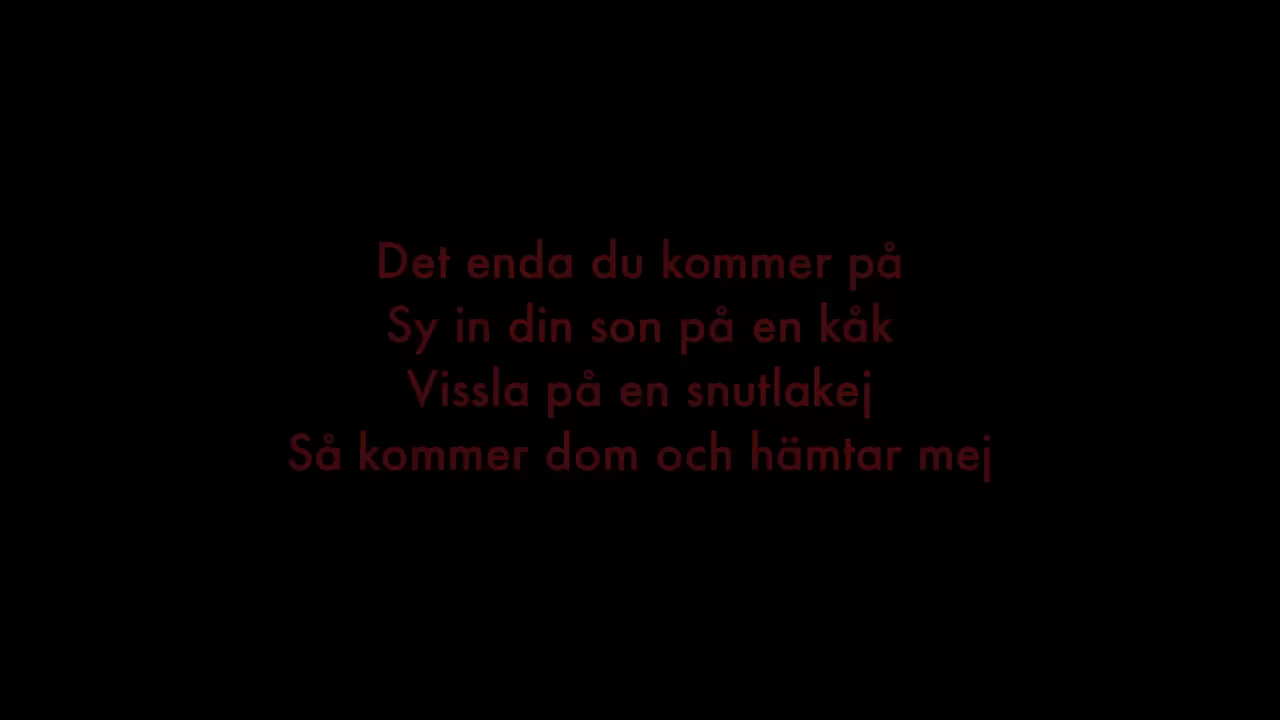 Det enda du kommer på
Sy in din son på en kåk
Vissla på en snutlakej
Så kommer dom och hämtar mej